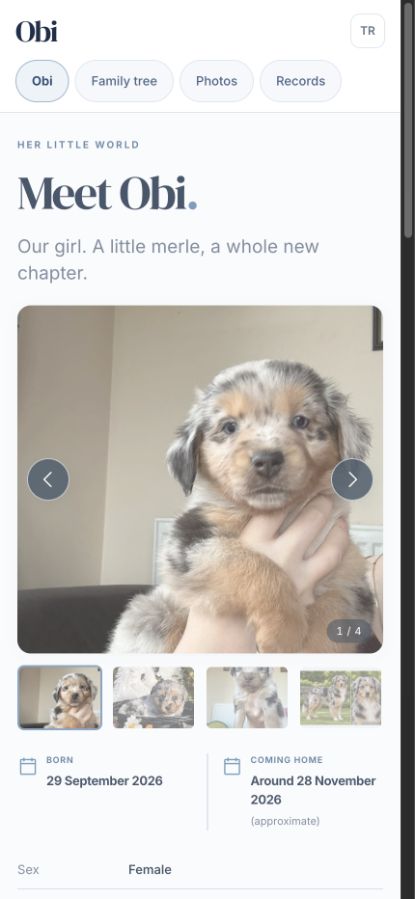 Obi
TR
Obi
Family tree
Photos
Records
HER LITTLE WORLD
Meet Obi.
Our girl. A little merle, a whole new
chapter.
1 / 4
BORN
29 September 2026
COMING HOME
Around 28 November
2026
(approximate)
Sex
Female